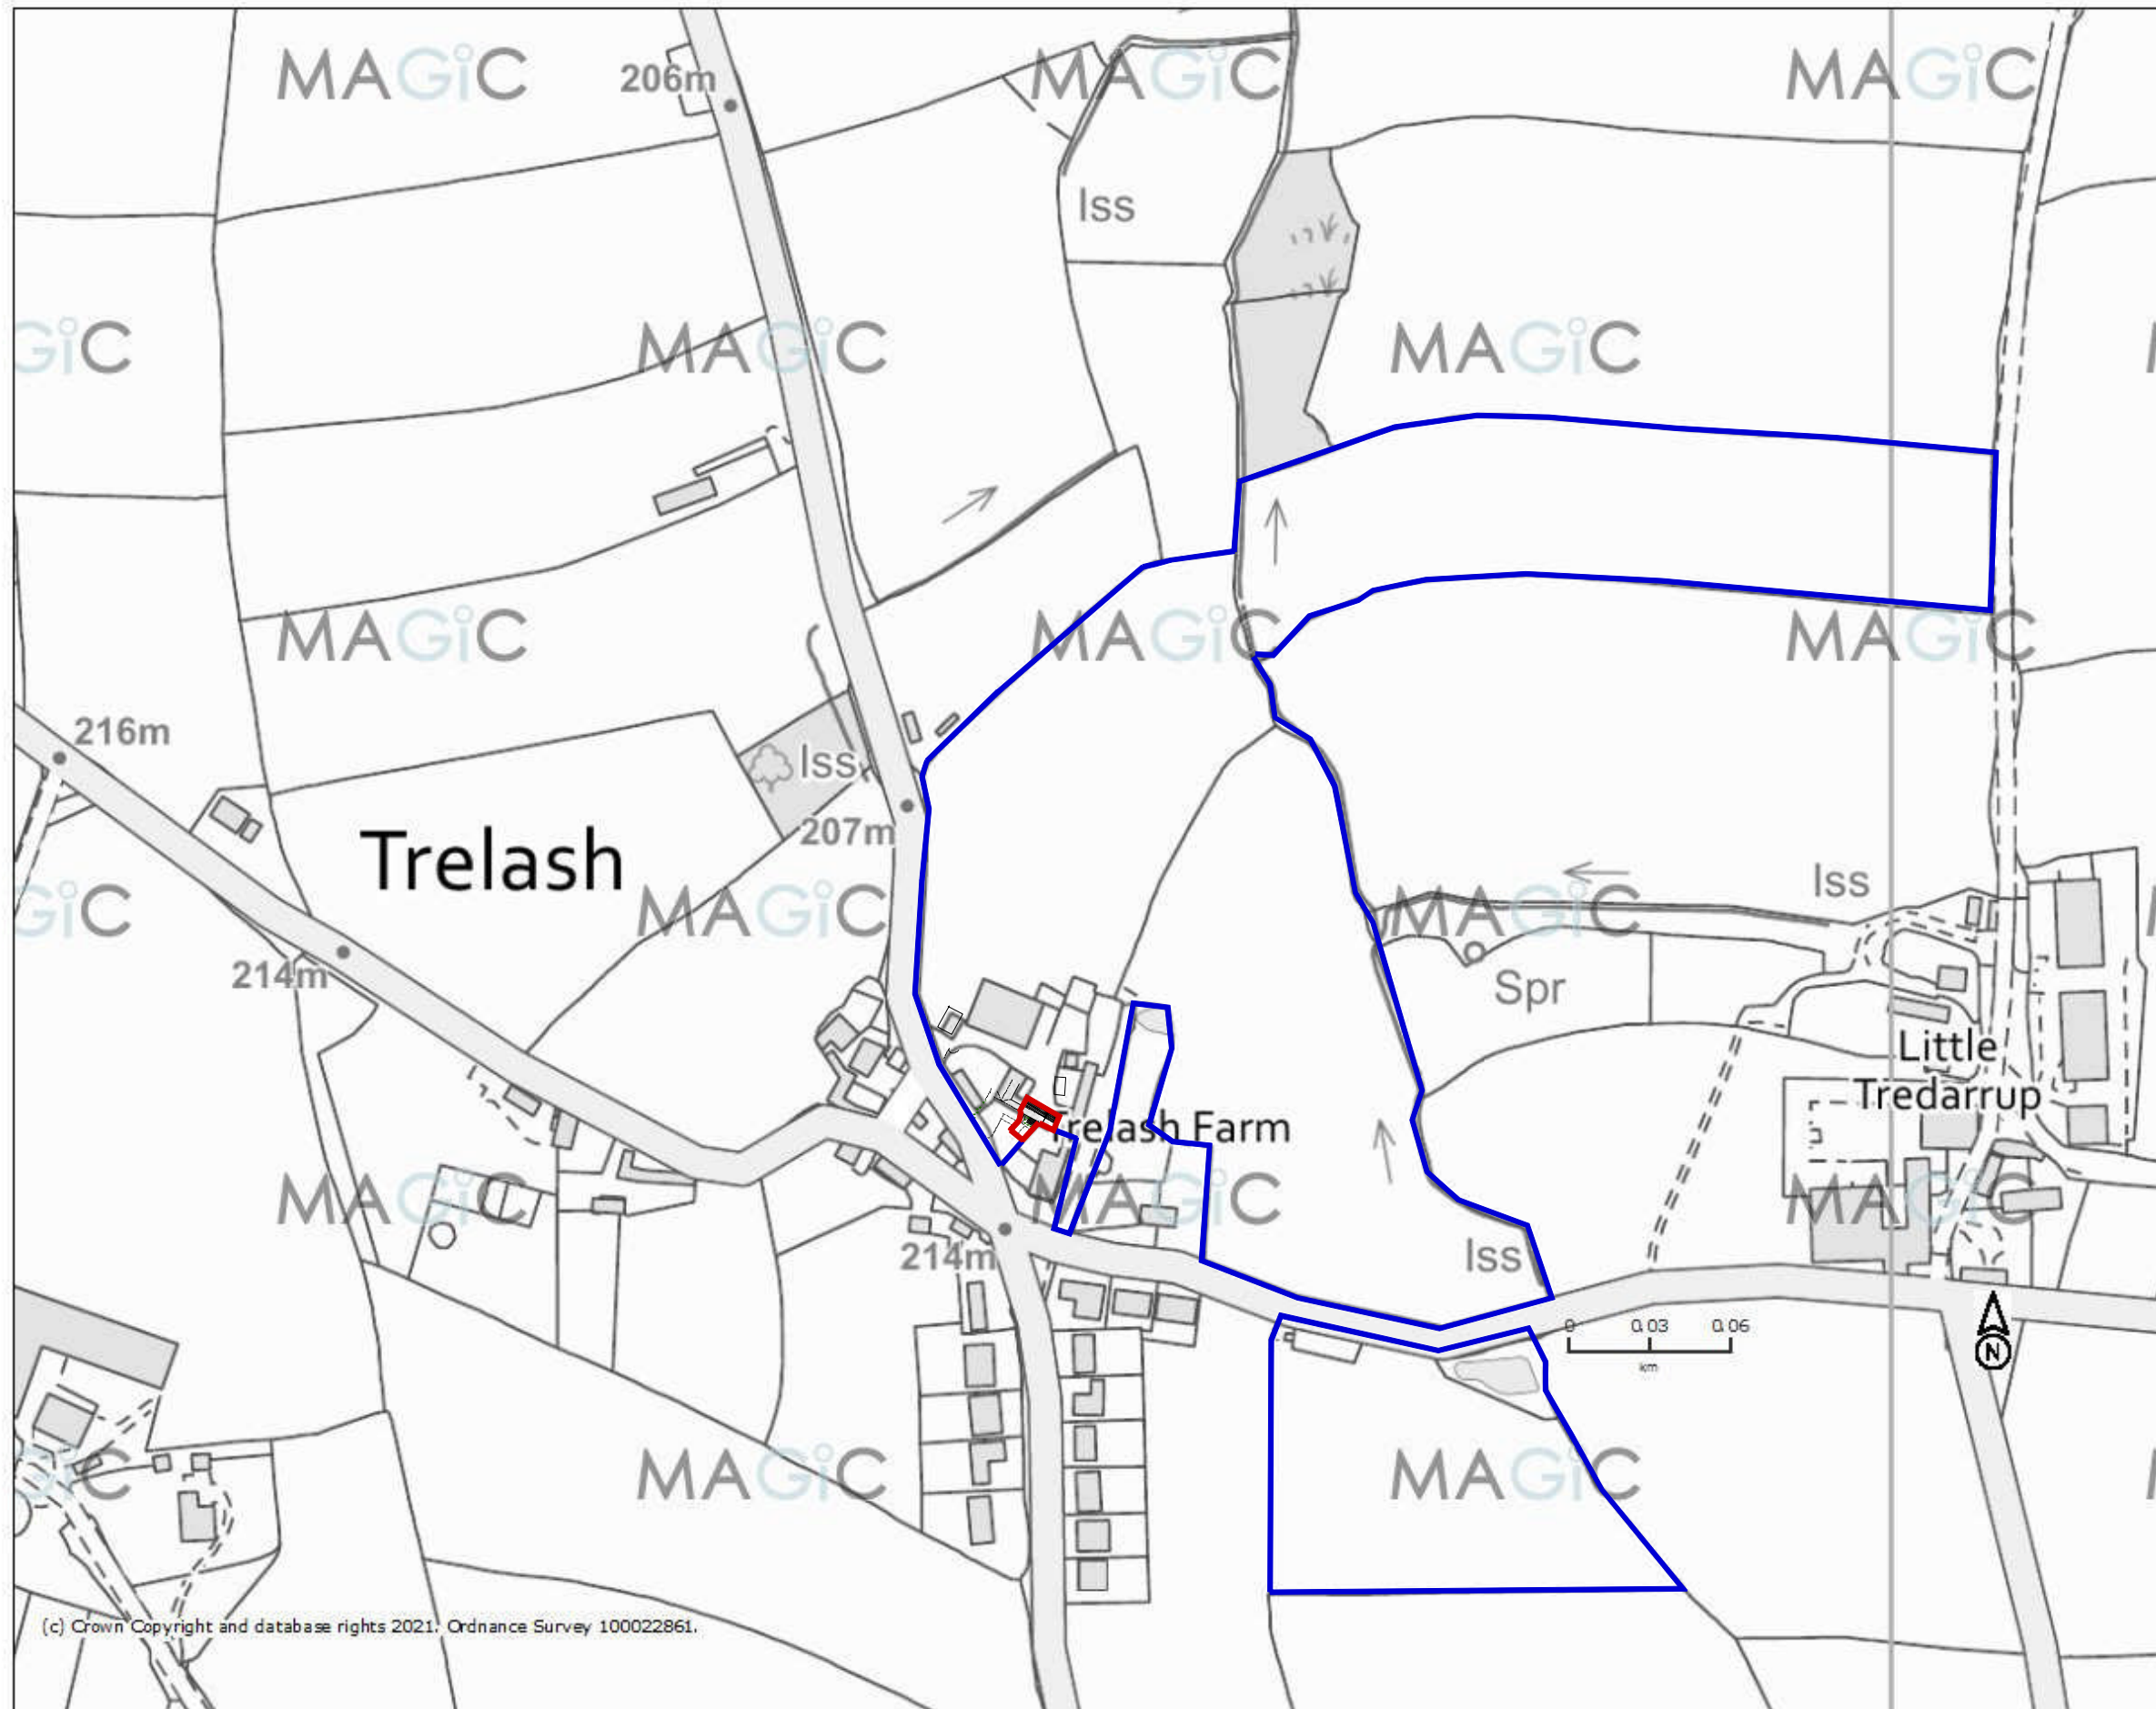 MAGiC
MAGiC
MAGiC
206m
Iss
GiC
MAGiC
MAGiC
MAGiC
MAGiC
MAGiC
216m
Iss
207m
Trelash
GiC
MAGiC
MAGiC
Iss
214m
Spr
Little
Tredarrup
Trelash Farm
MAGiC
MAGiC
MAGiC
214m
Iss
0 0.03 0.06
km
N
GiC
MAGiC
MAGiC
(c) Crown Copyright and database rights 2021. Ordnance Survey 100022861.